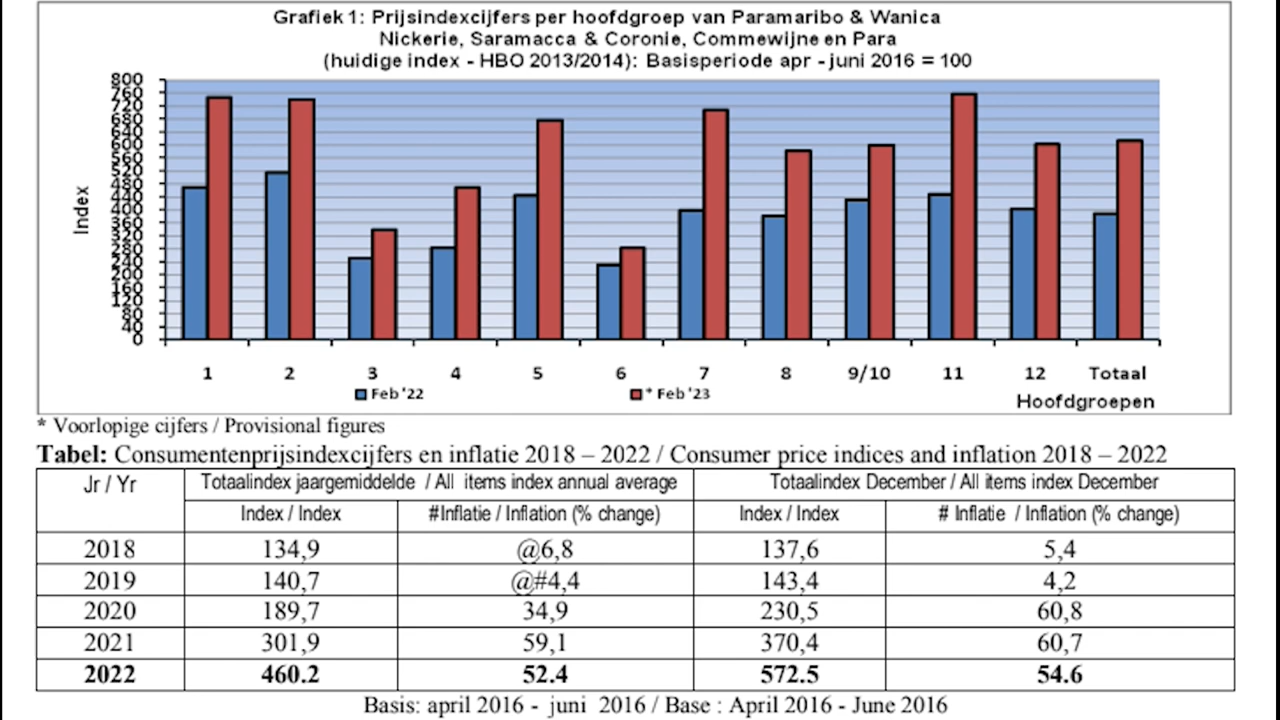 Grafiek 1: Prijsindexcijfers per hoofdgroep van Paramaribo & Wanica
Nickerie, Saramacca & Coronie, Commewijne en Para
(huidige index - HBO 2013/2014): Basisperiode apr - juni 2016 = 100
800
760
720
680
640
600
560
520
480
440
400
360
320
280
240
200
160
120
80
40
0
Index
1 2 3 4 5 6 7 8 9/10 11 12 Totaal
Feb '22 * Feb '23
Hoofdgroepen
* Voorlopige cijfers / Provisional figures
Tabel: Consumentenprijsindexcijfers en inflatie 2018 – 2022 / Consumer price indices and inflation 2018 – 2022
Jr / Yr Totaalindex jaargemiddelde / All items index annual average Totaalindex December / All items index December
Index / Index #Inflatie / Inflation (% change) Index / Index # Inflatie / Inflation (% change)
2018 134,9 @6,8 137,6 5,4
2019 140,7 @#4,4 143,4 4,2
2020 189,7 34,9 230,5 60,8
2021 301,9 59,1 370,4 60,7
2022 460.2 52.4 572.5 54.6
Basis: april 2016 - juni 2016 / Base : April 2016 - June 2016